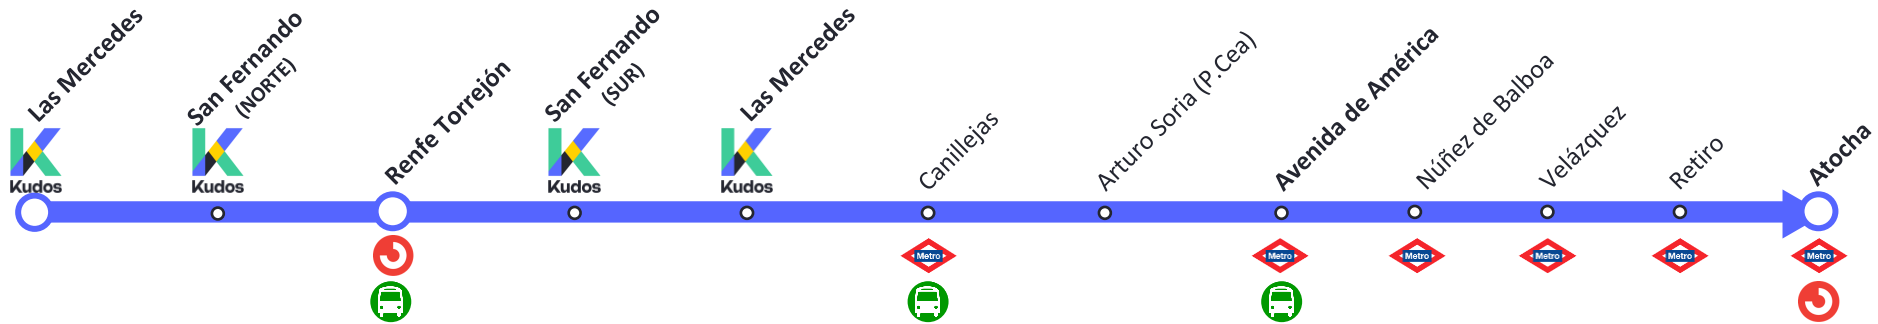 Las Mercedes
Kudos
San Fernando
(NORTE)
Kudos
Renfe Torrejón
San Fernando
(SUR)
Kudos
Las Mercedes
Kudos
Canillejas
Metro
Arturo Soria (P.Cea)
Avenida de América
Metro
Núñez de Balboa
Metro
Velázquez
Metro
Retiro
Metro
Atocha
Metro